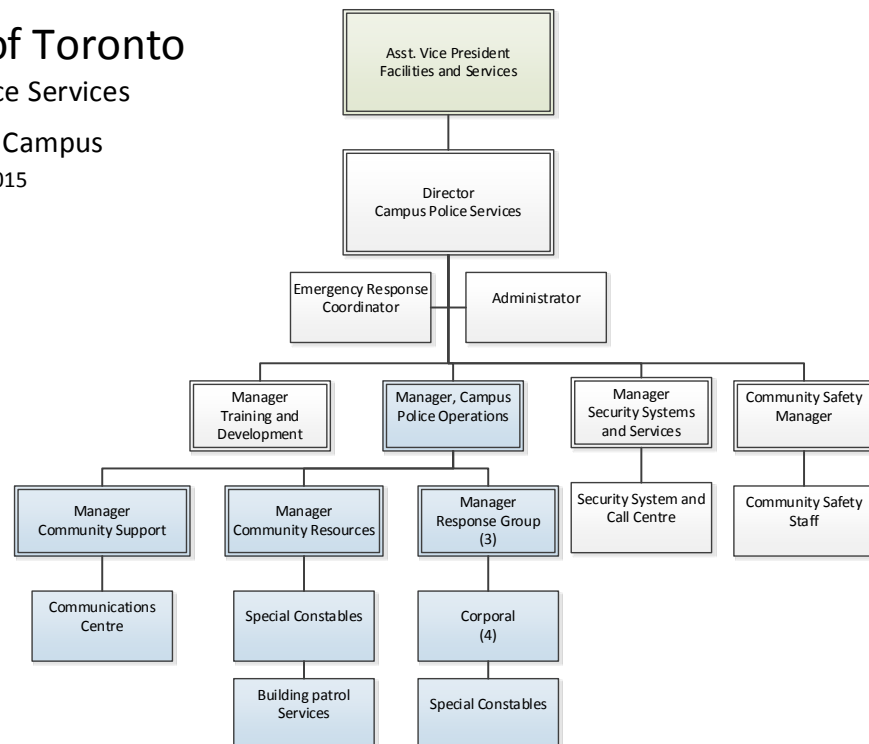 of Toronto
ce Services
Campus
015
Asst. Vice President
Facilities and Services
Director
Campus Police Services
Emergency Response
Coordinator
Administrator
Manager
Training and
Development
Manager, Campus
Police Operations
Manager
Security Systems
and Services
Community Safety
Manager
Manager
Community Support
Manager
Community Resources
Manager
Response Group
(3)
Security System and
Call Centre
Community Safety
Staff
Communications
Centre
Special Constables
Corporal
(4)
Building patrol
Services
Special Constables